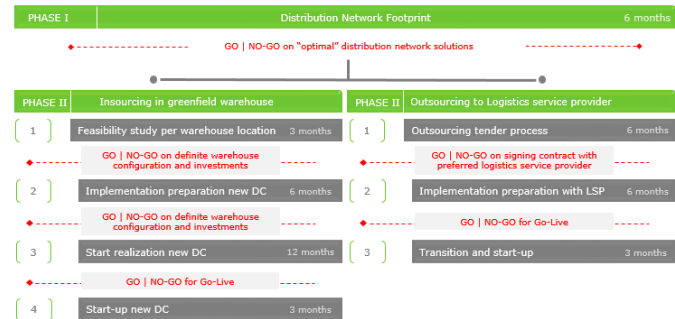 PHASE I Distribution Network Footprint 6 months
GO | NO-GO on “optimal” distribution network solutions
PHASE II Insourcing in greenfield warehouse
1 Feasibility study per warehouse location 3 months
GO | NO-GO on definite warehouse
configuration and investments
2 Implementation preparation new DC 6 months
GO | NO-GO on definite warehouse
configuration and investments
3 Start realization new DC 12 months
GO | NO-GO for Go-Live
4 Start-up new DC 3 months
PHASE II Outsourcing to Logistics service provider
1 Outsourcing tender process 6 months
GO | NO-GO on signing contract with
preferred logistics service provider
2 Implementation preparation with LSP 6 months
GO | NO-GO for Go-Live
3 Transition and start-up 3 months